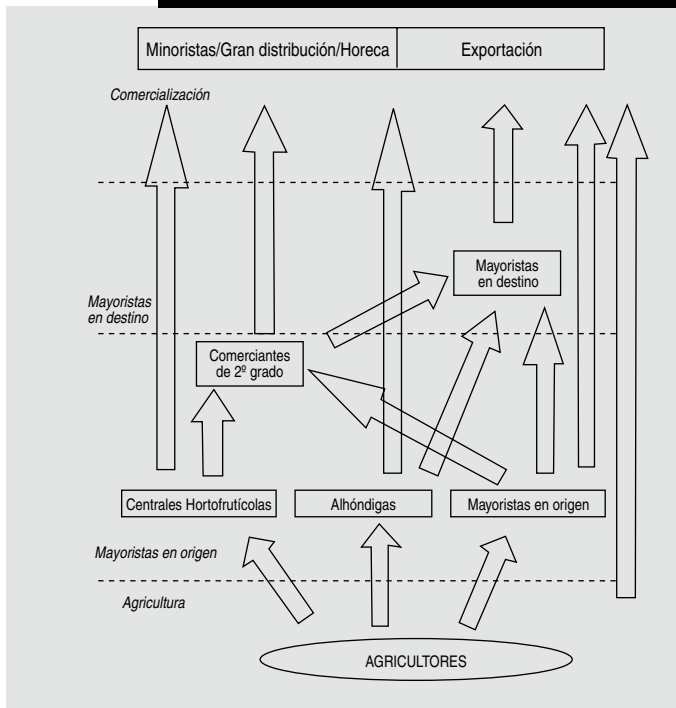 Minoristas/Gran distribución/Horeca
Exportación
Comercialización
Mayoristas
en destino
Mayoristas
en destino
Comerciantes
de 2º grado
Centrales Hortofrutícolas
Alhóndigas
Mayoristas en origen
Mayoristas en origen
Agricultura
AGRICULTORES